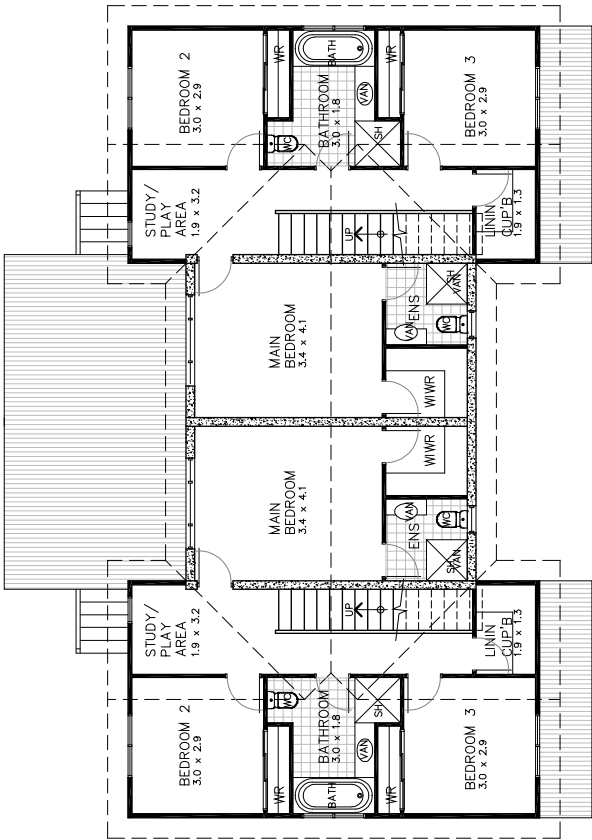 BEDROOM 2
3.0 x 2.9
WR
BATH
WR
VAN
BATHROOM
3.0 x 1.8
WC
SH
BEDROOM 3
3.0 x 2.9
STUDY/
PLAY
AREA
1.9 x 3.2
UP
LININ
CUP'B
1.9 x 1.3
MAIN
BEDROOM
3.4 x 4.1
ENS
SH
VAN
VAN
WC
WIWR
MAIN
BEDROOM
3.4 x 4.1
WIWR
ENS
VAN
WC
SH
VAN
STUDY/
PLAY
AREA
1.9 x 3.2
UP
LININ
CUP'B
1.9 x 1.3
BEDROOM 2
3.0 x 2.9
WC
BATHROOM
3.0 x 1.8
SH
VAN
WR
BATH
WR
BEDROOM 3
3.0 x 2.9